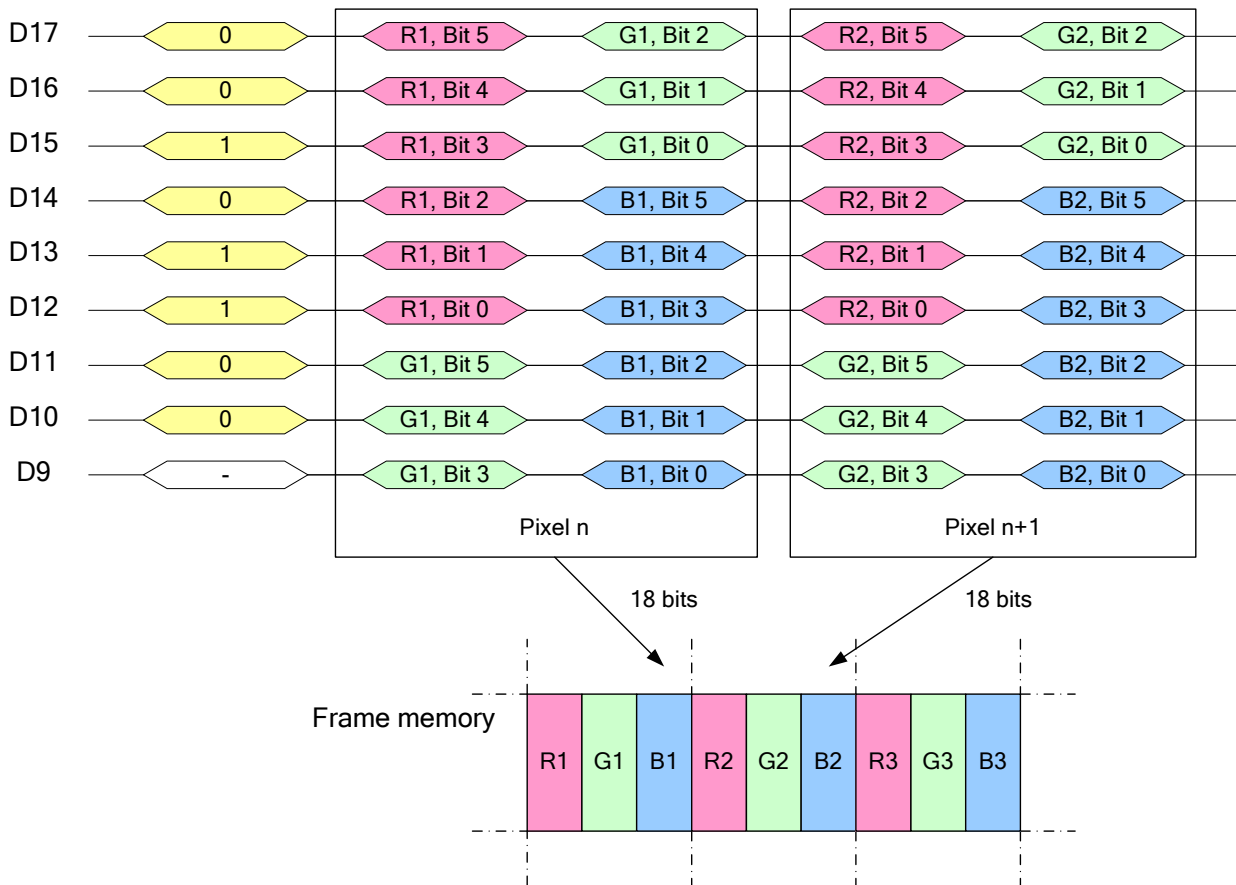 D17 0 R1, Bit 5 G1, Bit 2 R2, Bit 5 G2, Bit 2
D16 0 R1, Bit 4 G1, Bit 1 R2, Bit 4 G2, Bit 1
D15 1 R1, Bit 3 G1, Bit 0 R2, Bit 3 G2, Bit 0
D14 0 R1, Bit 2 B1, Bit 5 R2, Bit 2 B2, Bit 5
D13 1 R1, Bit 1 B1, Bit 4 R2, Bit 1 B2, Bit 4
D12 1 R1, Bit 0 B1, Bit 3 R2, Bit 0 B2, Bit 3
D11 0 G1, Bit 5 B1, Bit 2 G2, Bit 5 B2, Bit 2
D10 0 G1, Bit 4 B1, Bit 1 G2, Bit 4 B2, Bit 1
D9 - G1, Bit 3 B1, Bit 0 G2, Bit 3 B2, Bit 0
Pixel n Pixel n+1
18 bits 18 bits
Frame memory
R1 G1 B1 R2 G2 B2 R3 G3 B3